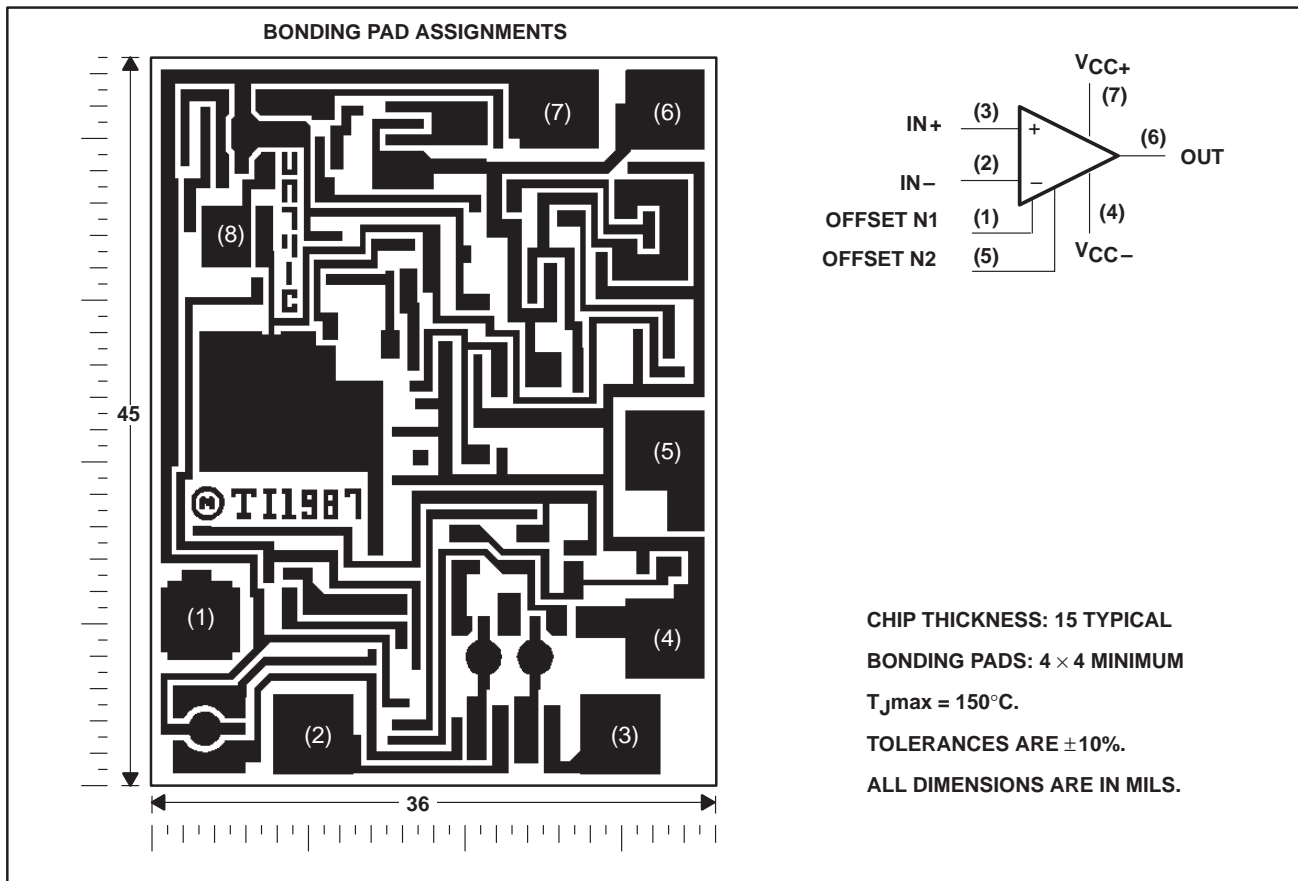 BONDING PAD ASSIGNMENTS
(7)
(6)
(8)
45
(5)
TI1987
(1)
(4)
(2)
(3)
36
VCC+
(7)
(3)
IN+
+
(6)
OUT
(2)
IN−
−
OFFSET N1
(1)
(4)
VCC−
OFFSET N2
(5)
CHIP THICKNESS: 15 TYPICAL
BONDING PADS: 4 × 4 MINIMUM
TJmax = 150°C.
TOLERANCES ARE ±10%.
ALL DIMENSIONS ARE IN MILS.